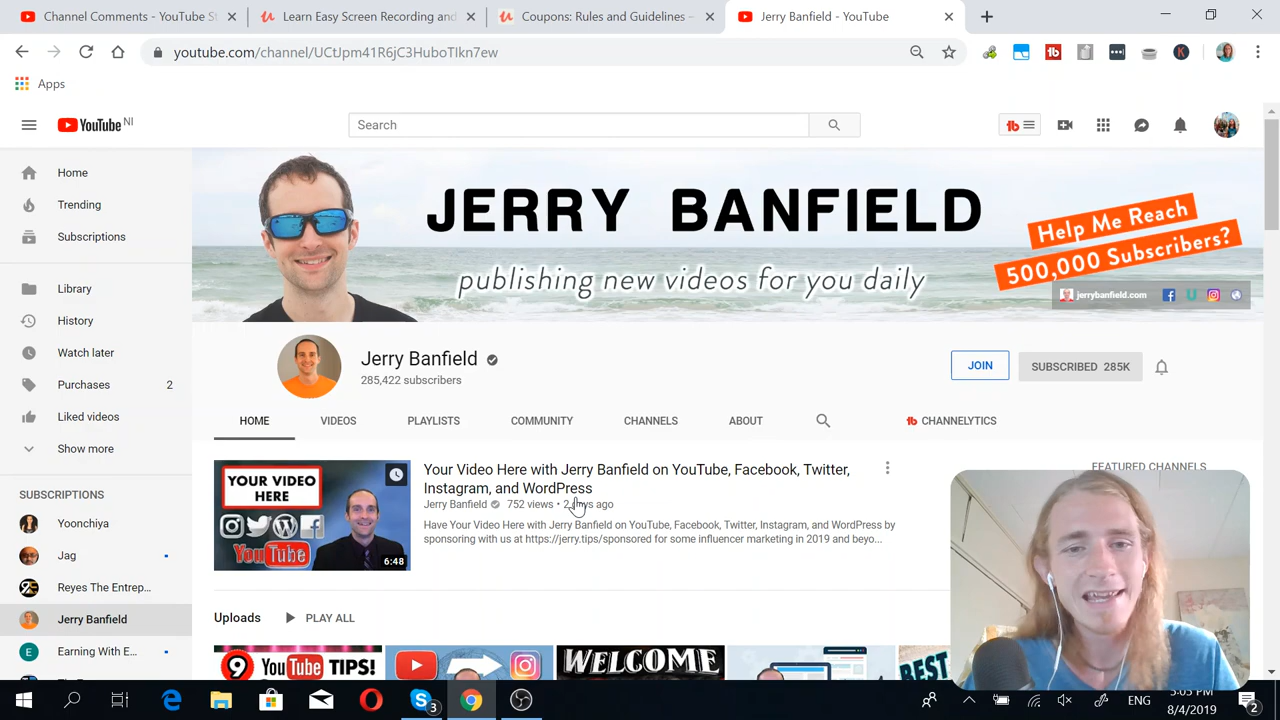 Channel Comments - YouTube St
Learn Easy Screen Recording and
Coupons: Rules and Guidelines –
Jerry Banfield - YouTube
youtube.com/channel/UCtJpm41R6jC3HuboTIkn7ew
Apps
YouTube NI
Search
Home
Trending
Subscriptions
Library
History
Watch later
Purchases 2
Liked videos
Show more
SUBSCRIPTIONS
Yoonchiya
Jag
Reyes The Entrep...
Jerry Banfield
Earning With E...
JERRY BANFIELD
publishing new videos for you daily
Help Me Reach
500,000 Subscribers?
jerrybanfield.com
Jerry Banfield
285,422 subscribers
JOIN
SUBSCRIBED 285K
HOME VIDEOS PLAYLISTS COMMUNITY CHANNELS ABOUT CHANNELYTICS
YOUR VIDEO
HERE
YouTube
6:48
Your Video Here with Jerry Banfield on YouTube, Facebook, Twitter,
Instagram, and WordPress
Jerry Banfield 752 views • 2 ago
Have Your Video Here with Jerry Banfield on YouTube, Facebook, Twitter, Instagram, and WordPress by
sponsoring with us at https://jerry.tips/sponsored for some influencer marketing in 2019 and beyo...
FEATURED CHANNELS
Uploads PLAY ALL
9 YouTube TIPS!
WELCOME
BEST
3
ENG
5:05 PM
8/4/2019
2